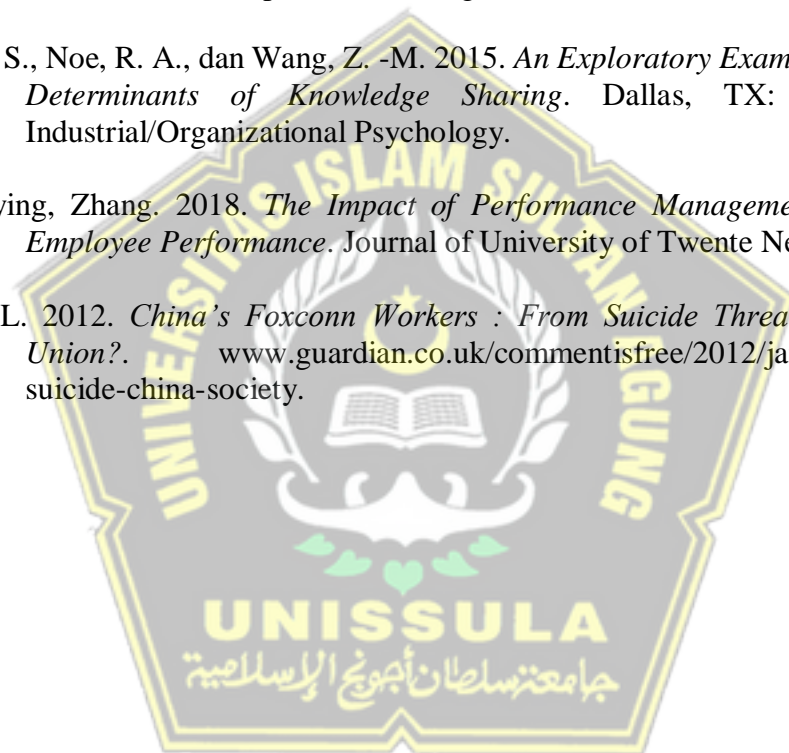 S., Noe, R. A., dan Wang, Z. -M. 2015. An Exploratory Exam
Determinants of Knowledge Sharing. Dallas, TX:
Industrial/Organizational Psychology.
ying, Zhang. 2018. The Impact of Performance Manageme
Employee Performance. Journal of University of Twente Ne
L. 2012. China’s Foxconn Workers : From Suicide Threa
Union?. www.guardian.co.uk/commentisfree/2012/ja
suicide-china-society.
UNIVERSITAS ISLAM SULTAN AGUNG
UNISSULA
جامعتسلطان أجونج الإسلامية